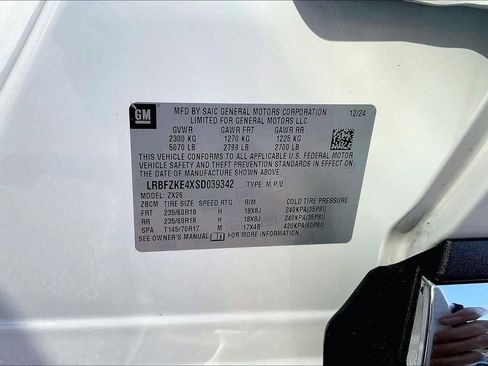 GM
MFD BY SAIC GENERAL MOTORS CORPORATION 12/24
LIMITED FOR GENERAL MOTORS LLC
GVWR GAWR FRT GAWR RR
2300 KG 1270 KG 1225 KG
5070 LB 2799 LB 2700 LB
THIS VEHICLE CONFORMS TO ALL APPLICABLE U.S. FEDERAL MOTOR
VEHICLE SAFETY AND THEFT PREVENTION STANDARDS IN EFFECT
ON THE DATE OF MANUFACTURE SHOWN ABOVE.
LRBFZKE4XSD039342 TYPE: M.P.V.
MODEL: ZX26
ZBCM TIRE SIZE SPEED RTG RIM COLD TIRE PRESSURE
FRT 235/60R18 H 18X8J 240KPA(35PSI)
RR 235/60R18 H 18X8J 240KPA(35PSI)
SPA T145/70R17 M 17X4B 420KPA(60PSI)
SEE OWNER'S MANUAL FOR MORE INFORMATION.